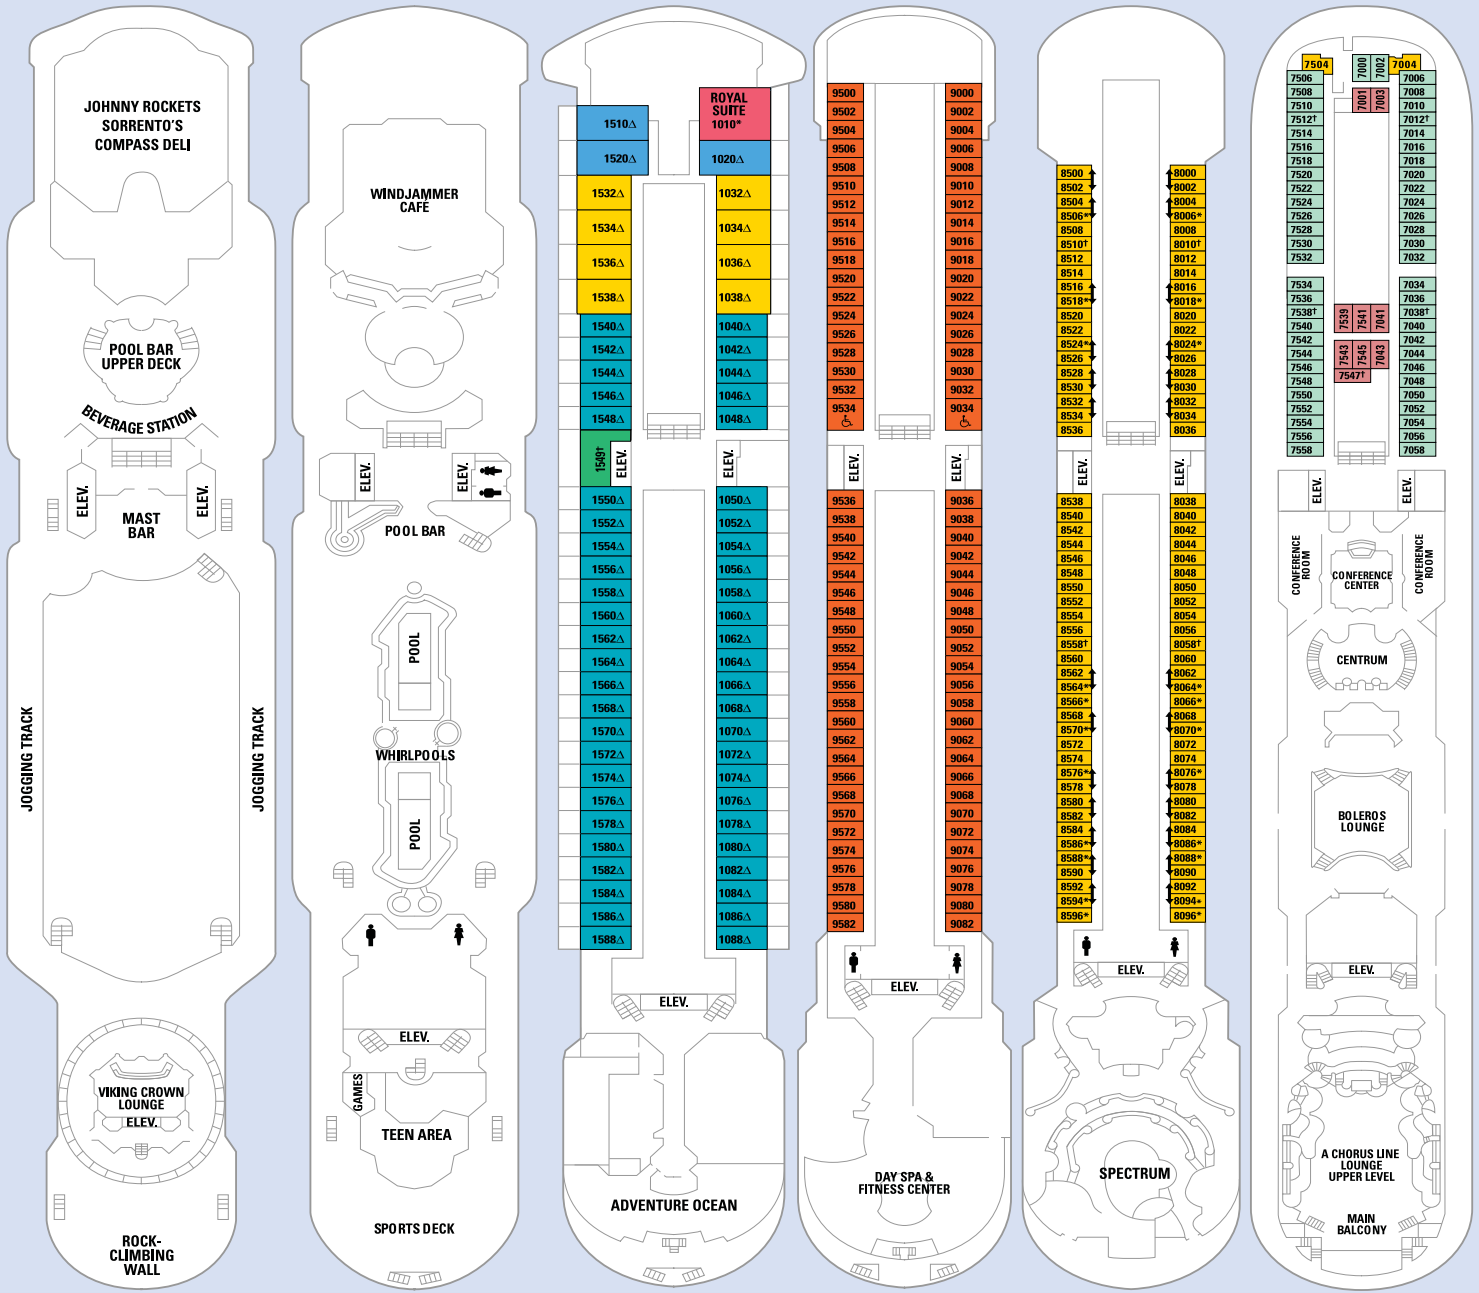 JOHNNY ROCKETS
SORRENTO'S
COMPASS DELI
POOL BAR
UPPER DECK
BEVERAGE STATION
ELEV.
ELEV.
MAST
BAR
JOGGING TRACK
JOGGING TRACK
VIKING CROWN
LOUNGE
ELEV.
ROCK-
CLIMBING
WALL
WINDJAMMER
CAFÉ
ELEV.
ELEV.
POOL BAR
POOL
WHIRLPOOLS
POOL
ELEV.
GAMES
TEEN AREA
SPORTS DECK
ROYAL
SUITE
1010*
1510△
1520△ 1020△
1532△ 1032△
1534△ 1034△
1536△ 1036△
1538△ 1038△
1540△ 1040△
1542△ 1042△
1544△ 1044△
1546△ 1046△
1548△ 1048△
1549†
ELEV.
ELEV.
1550△ 1050△
1552△ 1052△
1554△ 1054△
1556△ 1056△
1558△ 1058△
1560△ 1060△
1562△ 1062△
1564△ 1064△
1566△ 1066△
1568△ 1068△
1570△ 1070△
1572△ 1072△
1574△ 1074△
1576△ 1076△
1578△ 1078△
1580△ 1080△
1582△ 1082△
1584△ 1084△
1586△ 1086△
1588△ 1088△
ELEV.
ADVENTURE OCEAN
9500 9000
9502 9002
9504 9004
9506 9006
9508 9008
9510 9010
9512 9012
9514 9014
9516 9016
9518 9018
9520 9020
9522 9022
9524 9024
9526 9026
9528 9028
9530 9030
9532 9032
9534 9034
ELEV.
ELEV.
9536 9036
9538 9038
9540 9040
9542 9042
9544 9044
9546 9046
9548 9048
9550 9050
9552 9052
9554 9054
9556 9056
9558 9058
9560 9060
9562 9062
9564 9064
9566 9066
9568 9068
9570 9070
9572 9072
9574 9074
9576 9076
9578 9078
9580 9080
9582 9082
ELEV.
DAY SPA &
FITNESS CENTER
8500 8000
8502 8002
8504 8004
8506* 8006*
8508 8008
8510† 8010†
8512 8012
8514 8014
8516 8016
8518* 8018*
8520 8020
8522 8022
8524* 8024*
8526 8026
8528 8028
8530 8030
8532 8032
8534 8034
8536 8036
ELEV.
ELEV.
8538 8038
8540 8040
8542 8042
8544 8044
8546 8046
8548 8048
8550 8050
8552 8052
8554 8054
8556 8056
8558† 8058†
8560 8060
8562 8062
8564* 8064*
8566* 8066*
8568 8068
8570* 8070*
8572 8072
8574 8074
8576* 8076*
8578 8078
8580 8080
8582 8082
8584 8084
8586* 8086*
8588* 8088*
8590 8090
8592 8092
8594* 8094*
8596* 8096*
ELEV.
SPECTRUM
7504 7000 7002 7004
7506 7006
7508 7001 7003 7008
7510 7010
7512† 7012†
7514 7014
7516 7016
7518 7018
7520 7020
7522 7022
7524 7024
7526 7026
7528 7028
7530 7030
7532 7032
7534 7034
7536 7036
7538† 7539 7541 7041 7038†
7540 7040
7542 7042
7544 7543 7545 7043 7044
7546 7046
7548 7547† 7048
7550 7050
7552 7052
7554 7054
7556 7056
7558 7058
ELEV.
ELEV.
CONFERENCE
ROOM
CONFERENCE
CENTER
CONFERENCE
ROOM
CENTRUM
BOLEROS
LOUNGE
ELEV.
A CHORUS LINE
LOUNGE
UPPER LEVEL
MAIN
BALCONY